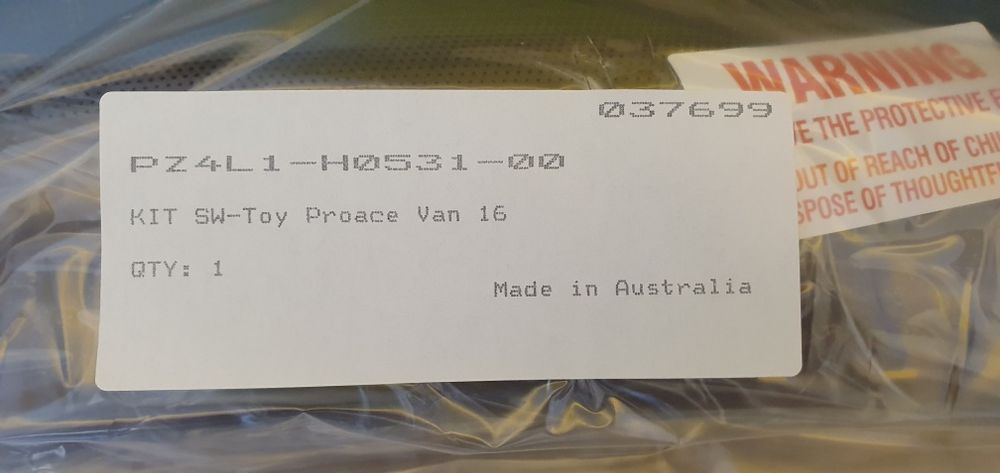 037699
PZ4L1-H0531-00
KIT SW-Toy Proace Van 16
QTY: 1
Made in Australia
WARNING
THE PROTECTIVE
OUT OF REACH OF
OF